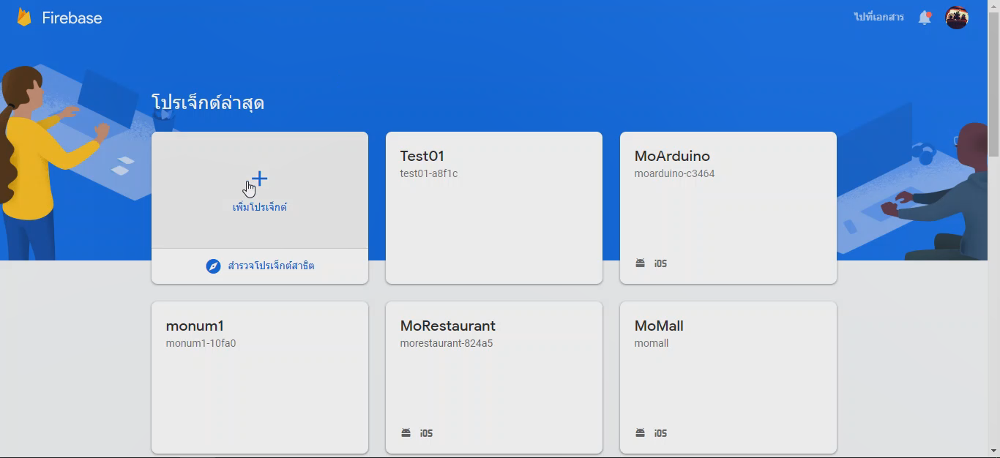 Firebase
ไปที่เอกสาร
โปรเจ็กต์ล่าสุด
เพิ่มโปรเจ็กต์
สำรวจโปรเจ็กต์สาธิต
Test01
test01-a8f1c
MoArduino
moarduino-c3464
iOS
monum1
monum1-10fa0
MoRestaurant
morestaurant-824a5
iOS
MoMall
momall
iOS